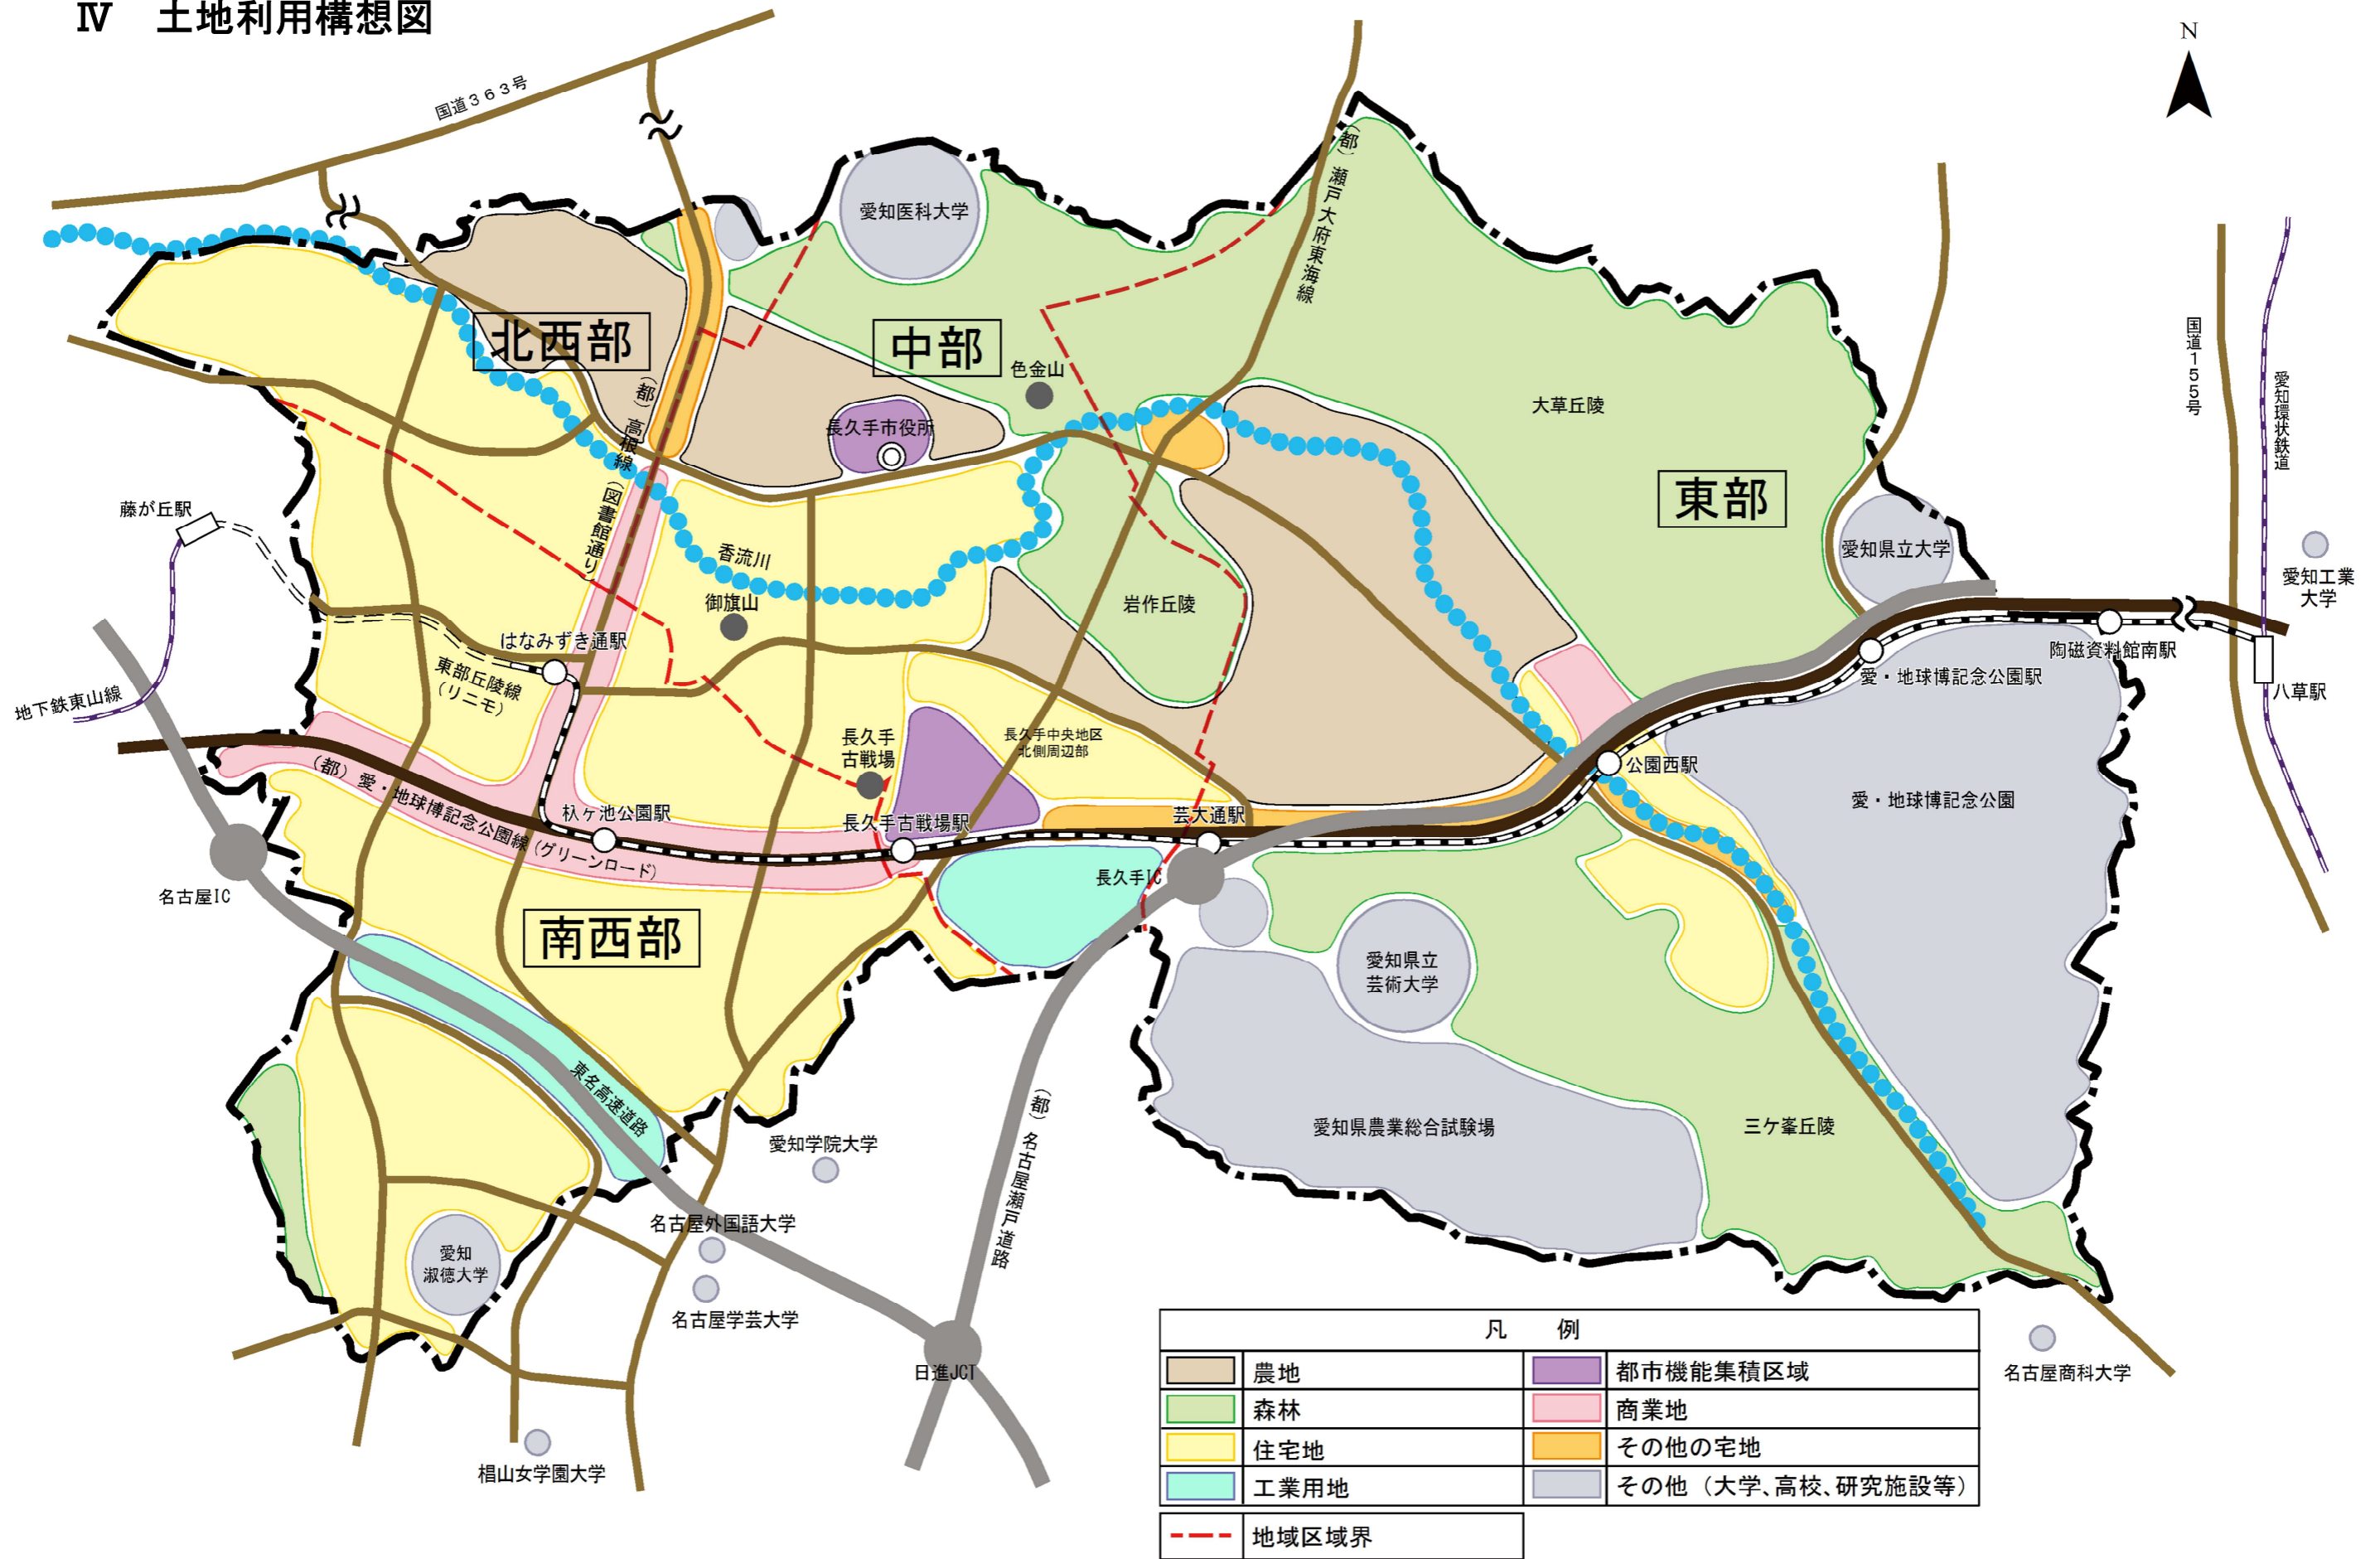 Ⅳ 土地利用構想図
N
国道３６３号
(都)瀬戸大府東海線
愛知医科大学
北西部
中部
色金山
大草丘陵
国道155号
愛知環状鉄道
(都)高根線(図書館通り)
長久手市役所
東部
藤が丘駅
香流川
愛知県立大学
愛知工業
大学
御旗山
岩作丘陵
はなみずき通駅
東部丘陵線
(リニモ)
陶磁資料館南駅
愛・地球博記念公園駅
八草駅
地下鉄東山線
長久手
古戦場
長久手中央地区
北側周辺部
公園西駅
愛・地球博記念公園
(都)愛・地球博記念公園線(グリーンロード)
杁ヶ池公園駅
長久手古戦場駅
芸大通駅
長久手IC
名古屋IC
南西部
愛知県立
芸術大学
東名高速道路
愛知学院大学
(都)名古屋瀬戸道路
愛知県農業総合試験場
三ケ峯丘陵
名古屋外国語大学
愛知
淑徳大学
名古屋学芸大学
日進JCT
名古屋商科大学
椙山女学園大学
凡 例
農地
都市機能集積区域
森林
商業地
住宅地
その他の宅地
工業用地
その他（大学、高校、研究施設等）
地域区域界